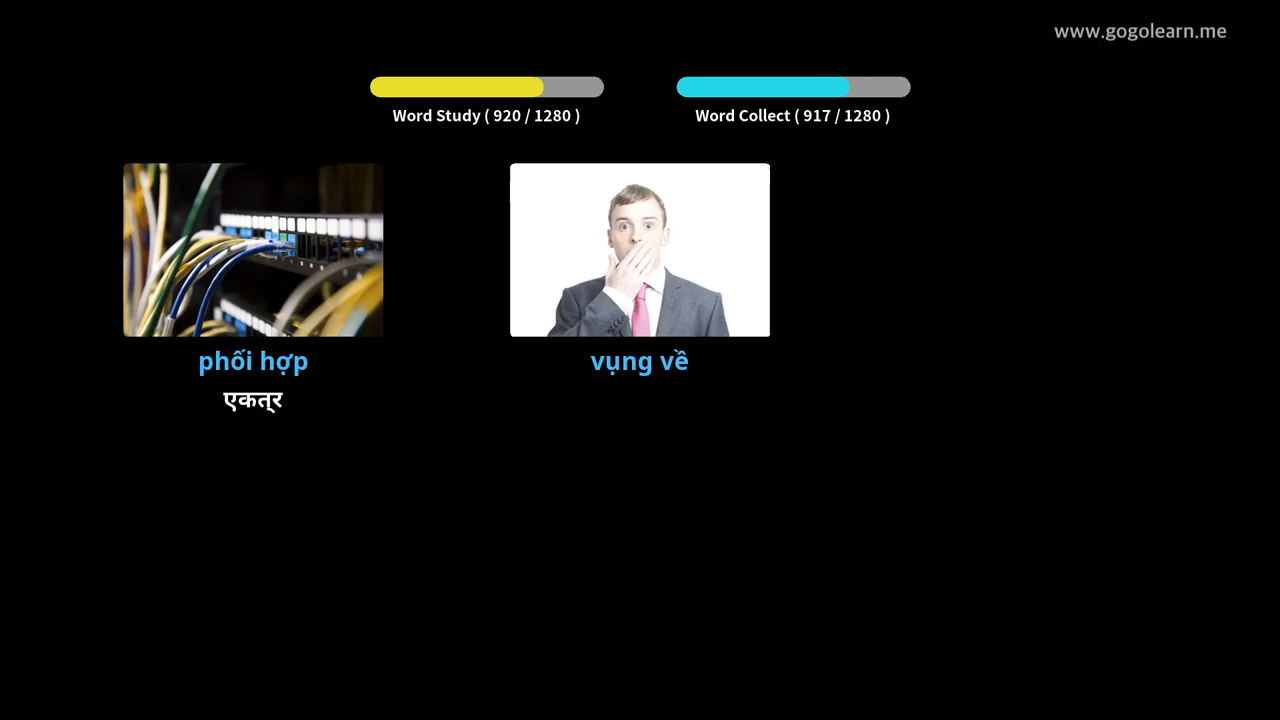 www.gogolearn.me
Word Study ( 920 / 1280 )
Word Collect ( 917 / 1280 )
phối hợp
एकत्र
vụng về